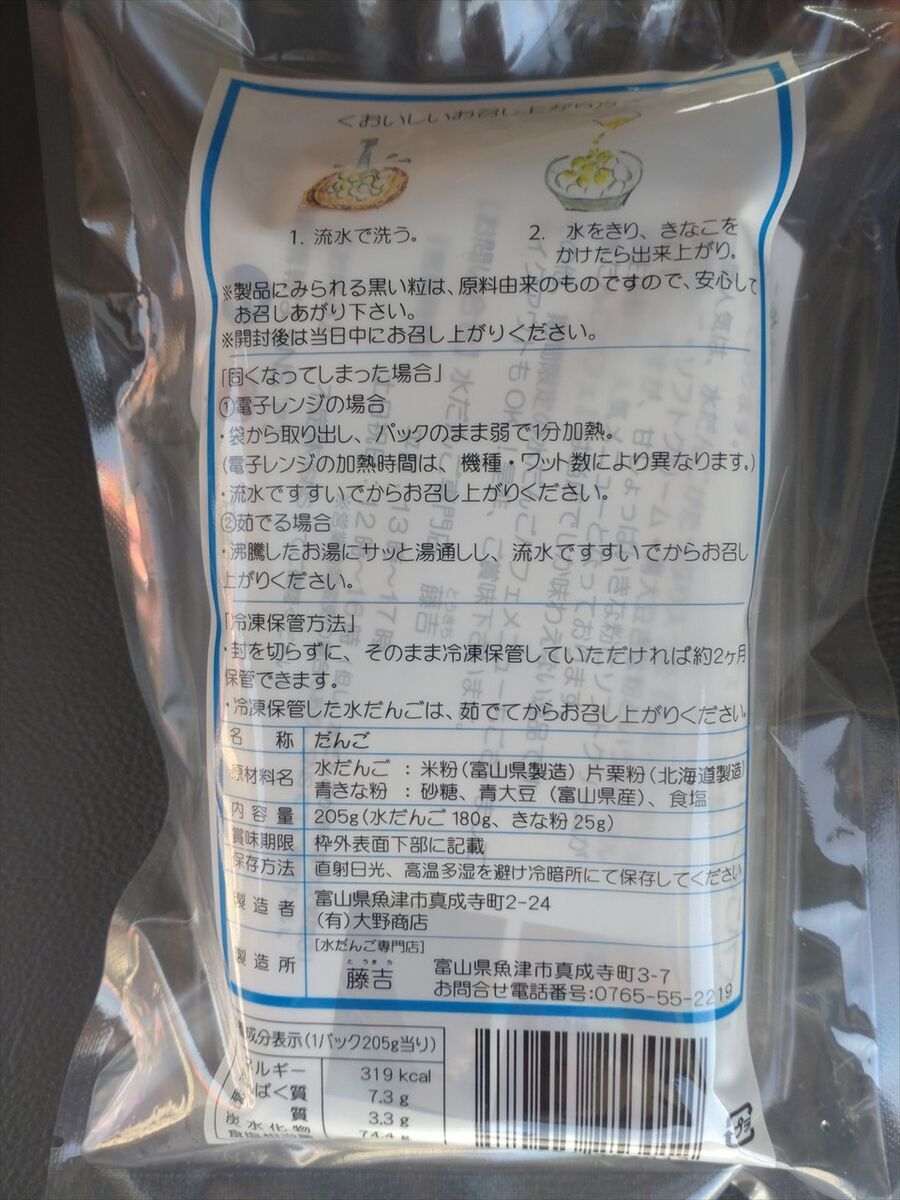 <おいしいお召し上がり方
1. 流水で洗う。
2. 水をきり、きなこを
かけたら出来上がり。
※製品にみられる黒い粒は、原料由来のものですので、安心して
お召しあがり下さい。
※開封後は当日中にお召し上がりください。
「固くなってしまった場合」
①電子レンジの場合
・袋から取り出し、パックのまま弱で1分加熱。
(電子レンジの加熱時間は、機種・ワット数により異なります。)
・流水ですすいでからお召し上がりください。
②茹でる場合
・沸騰したお湯にサッと湯通しし、流水ですすいでからお召し
上がりください。
「冷凍保管方法」
・封を切らずに、そのまま冷凍保管していただければ約2ヶ月
保管できます。
・冷凍保管した水だんごは、茹でてからお召し上がりください。
名 称 だんご
原材料名 水だんご : 米粉(富山県製造) 片栗粉(北海道製造)
青きな粉 : 砂糖、青大豆(富山県産)、食塩
内容量 205g(水だんご 180g、きな粉 25g)
賞味期限 枠外表面下部に記載
保存方法 直射日光、高温多湿を避け冷暗所にて保存してください
製造者 富山県魚津市真成寺町2-24
(有)大野商店
製造所 [水だんご専門店]
とうきち
藤吉 富山県魚津市真成寺町3-7
お問合せ電話番号:0765-55-2219
成分表示(1パック205g当り)
ルギー 319 kcal
ぱく質 7.3 g
質 3.3 g
炭水化物 74.4 g
プラ